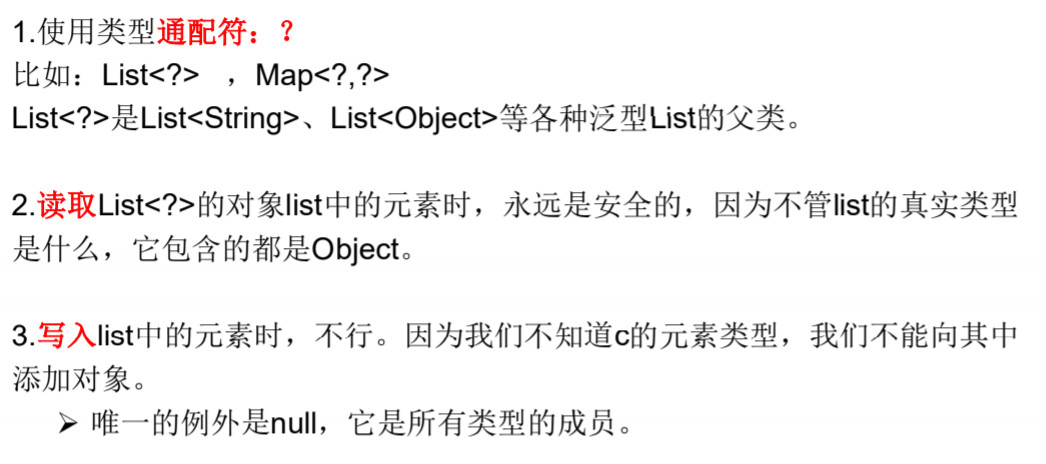 1.使用类型通配符：？
比如：List<?> ，Map<?,?>
List<?>是List<String>、List<Object>等各种泛型List的父类。
2.读取List<?>的对象list中的元素时，永远是安全的，因为不管list的真实类型
是什么，它包含的都是Object。
3.写入list中的元素时，不行。因为我们不知道c的元素类型，我们不能向其中
添加对象。
➢ 唯一的例外是null，它是所有类型的成员。